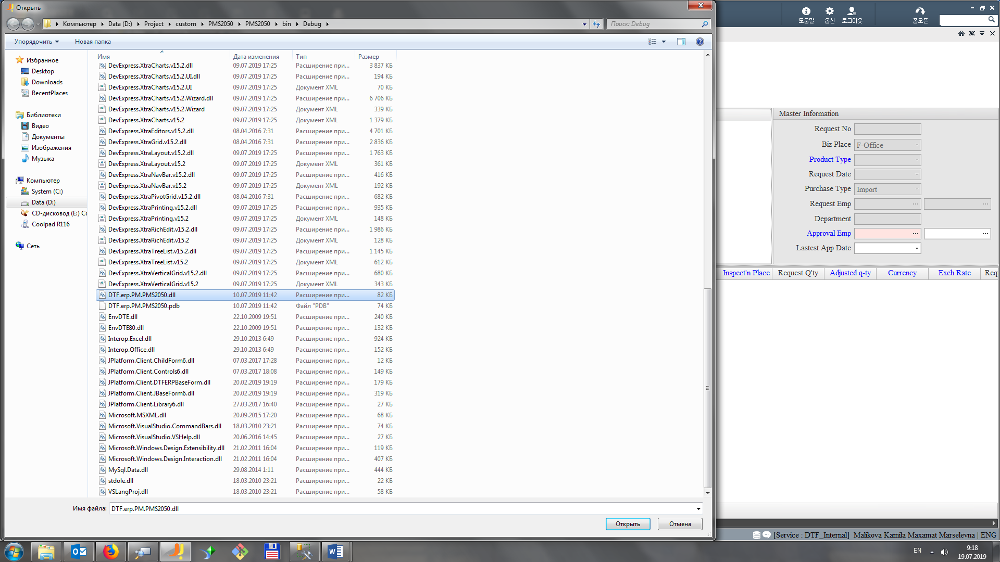 Открыть
Компьютер Data (D:) Project custom PMS2050 PMS2050 bin Debug
Поиск: Debug
Упорядочить Новая папка
Избранное
Desktop
Downloads
RecentPlaces
Библиотеки
Видео
Документы
Изображения
Музыка
Компьютер
System (C:)
Data (D:)
CD-дисковод (E:) Co
Coolpad R116
Сеть
Имя Дата изменения Тип Размер
DevExpress.XtraCharts.v15.2.dll 09.07.2019 17:25 Расширение при... 3 837 КБ
DevExpress.XtraCharts.v15.2.UI.dll 09.07.2019 17:25 Расширение при... 194 КБ
DevExpress.XtraCharts.v15.2.UI 09.07.2019 17:25 Документ XML 70 КБ
DevExpress.XtraCharts.v15.2.Wizard.dll 09.07.2019 17:25 Расширение при... 6 706 КБ
DevExpress.XtraCharts.v15.2.Wizard 09.07.2019 17:25 Документ XML 339 КБ
DevExpress.XtraCharts.v15.2 09.07.2019 17:25 Документ XML 1 379 КБ
DevExpress.XtraEditors.v15.2.dll 08.04.2016 7:31 Расширение при... 4 701 КБ
DevExpress.XtraGrid.v15.2.dll 08.04.2016 7:31 Расширение при... 2 836 КБ
DevExpress.XtraLayout.v15.2.dll 09.07.2019 17:25 Расширение при... 1 763 КБ
DevExpress.XtraLayout.v15.2 09.07.2019 17:25 Документ XML 361 КБ
DevExpress.XtraNavBar.v15.2.dll 09.07.2019 17:25 Расширение при... 416 КБ
DevExpress.XtraNavBar.v15.2 09.07.2019 17:25 Документ XML 192 КБ
DevExpress.XtraPivotGrid.v15.2.dll 08.04.2016 7:31 Расширение при... 682 КБ
DevExpress.XtraPrinting.v15.2.dll 09.07.2019 17:25 Расширение при... 935 КБ
DevExpress.XtraPrinting.v15.2 09.07.2019 17:25 Документ XML 148 КБ
DevExpress.XtraRichEdit.v15.2.dll 09.07.2019 17:25 Расширение при... 1 986 КБ
DevExpress.XtraRichEdit.v15.2 09.07.2019 17:25 Документ XML 128 КБ
DevExpress.XtraTreeList.v15.2.dll 09.07.2019 17:25 Расширение при... 1 145 КБ
DevExpress.XtraTreeList.v15.2 09.07.2019 17:25 Документ XML 612 КБ
DevExpress.XtraVerticalGrid.v15.2.dll 09.07.2019 17:25 Расширение при... 680 КБ
DevExpress.XtraVerticalGrid.v15.2 09.07.2019 17:25 Документ XML 343 КБ
DTF.erp.PM.PMS2050.dll 10.07.2019 11:42 Расширение при... 82 КБ
DTF.erp.PM.PMS2050.pdb 10.07.2019 11:42 Файл "PDB" 74 КБ
EnvDTE.dll 22.10.2009 19:51 Расширение при... 240 КБ
EnvDTE80.dll 22.10.2009 19:51 Расширение при... 132 КБ
Interop.Excel.dll 29.10.2013 6:49 Расширение при... 924 КБ
Interop.Office.dll 29.10.2013 6:49 Расширение при... 152 КБ
JPlatform.Client.ChildForm6.dll 07.03.2017 17:28 Расширение при... 12 КБ
JPlatform.Client.Controls6.dll 07.03.2017 18:08 Расширение при... 149 КБ
JPlatform.Client.DTFERPBaseForm.dll 20.02.2019 19:19 Расширение при... 179 КБ
JPlatform.Client.JBaseForm6.dll 20.02.2019 19:19 Расширение при... 319 КБ
JPlatform.Client.Library6.dll 27.03.2017 16:40 Расширение при... 27 КБ
Microsoft.MSXML.dll 20.09.2015 17:20 Расширение при... 68 КБ
Microsoft.VisualStudio.CommandBars.dll 18.03.2010 23:21 Расширение при... 74 КБ
Microsoft.VisualStudio.VSHelp.dll 20.06.2016 14:45 Расширение при... 27 КБ
Microsoft.Windows.Design.Extensibility.dll 21.02.2011 16:04 Расширение при... 119 КБ
Microsoft.Windows.Design.Interaction.dll 21.02.2011 16:04 Расширение при... 407 КБ
MySql.Data.dll 29.08.2014 1:11 Расширение при... 444 КБ
stdole.dll 18.03.2010 23:21 Расширение при... 22 КБ
VSLangProj.dll 18.03.2010 23:21 Расширение при... 58 КБ
Имя файла: DTF.erp.PM.PMS2050.dll
Открыть Отмена
도움말 옵션 로그아웃 폼오픈
Master Information
Request No
Biz Place F-Office
Product Type
Request Date
Purchase Type Import
Request Emp
Department
Approval Emp
Lastest App Date
Inspect'n Place Request Q'ty Adjusted q-ty Currency Exch Rate Req
[Service : DTF_Internal] Malikova Kamila Maxamat Marselevna | ENG
EN 9:18
19.07.2019